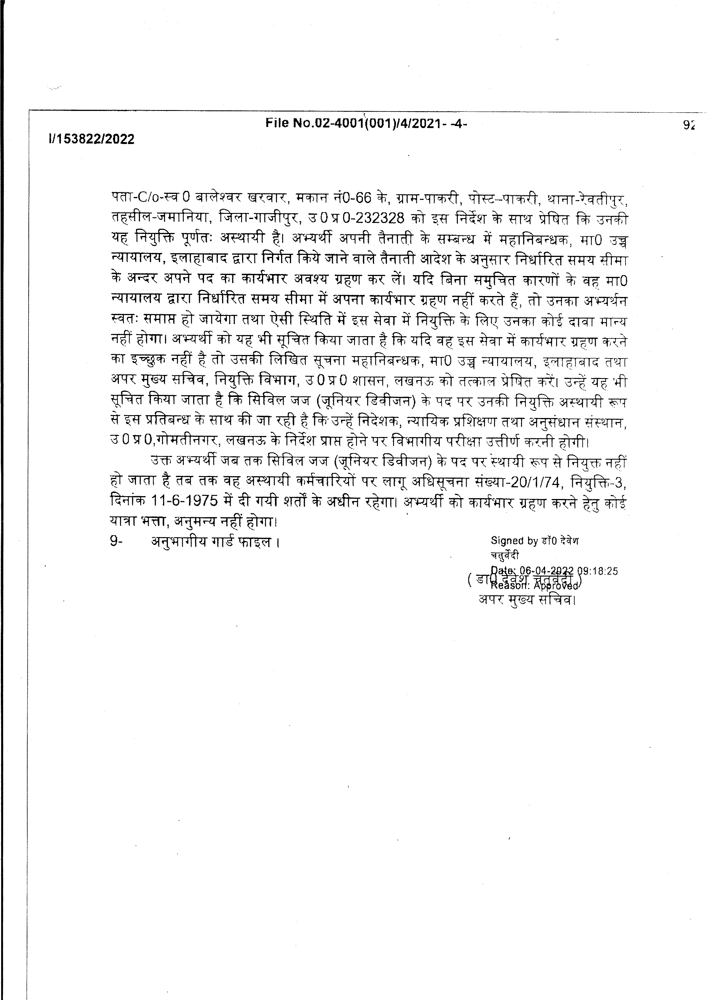 File No.02-4001(001)/4/2021- -4-
I/153822/2022
पता-C/o-स्व0 बालेश्वर खरवार, मकान नं0-66 के, ग्राम-पाकरी, पोस्ट–पाकरी, थाना-रेवतीपुर,
तहसील-जमानिया, जिला-गाजीपुर, उ0प्र0-232328 को इस निर्देश के साथ प्रेषित कि उनकी
यह नियुक्ति पूर्णतः अस्थायी है। अभ्यर्थी अपनी तैनाती के सम्बन्ध में महानिबन्धक, मा0 उच्च
न्यायालय, इलाहाबाद द्वारा निर्गत किये जाने वाले तैनाती आदेश के अनुसार निर्धारित समय सीमा
के अन्दर अपने पद का कार्यभार अवश्य ग्रहण कर लें। यदि बिना समुचित कारणों के वह मा0
न्यायालय द्वारा निर्धारित समय सीमा में अपना कार्यभार ग्रहण नहीं करते हैं, तो उनका अभ्यर्थन
स्वतः समाप्त हो जायेगा तथा ऐसी स्थिति में इस सेवा में नियुक्ति के लिए उनका कोई दावा मान्य
नहीं होगा। अभ्यर्थी को यह भी सूचित किया जाता है कि यदि वह इस सेवा में कार्यभार ग्रहण करने
का इच्छुक नहीं है तो उसकी लिखित सूचना महानिबन्धक, मा0 उच्च न्यायालय, इलाहाबाद तथा
अपर मुख्य सचिव, नियुक्ति विभाग, उ0प्र0 शासन, लखनऊ को तत्काल प्रेषित करें। उन्हें यह भी
सूचित किया जाता है कि सिविल जज (जूनियर डिवीजन) के पद पर उनकी नियुक्ति अस्थायी रूप
से इस प्रतिबन्ध के साथ की जा रही है कि उन्हें निदेशक, न्यायिक प्रशिक्षण तथा अनुसंधान संस्थान,
उ0प्र0,गोमतीनगर, लखनऊ के निर्देश प्राप्त होने पर विभागीय परीक्षा उत्तीर्ण करनी होगी।
उक्त अभ्यर्थी जब तक सिविल जज (जूनियर डिवीजन) के पद पर स्थायी रूप से नियुक्त नहीं
हो जाता है तब तक वह अस्थायी कर्मचारियों पर लागू अधिसूचना संख्या-20/1/74, नियुक्ति-3,
दिनांक 11-6-1975 में दी गयी शर्तों के अधीन रहेगा। अभ्यर्थी को कार्यभार ग्रहण करने हेतु कोई
यात्रा भत्ता, अनुमन्य नहीं होगा।
9- अनुभागीय गार्ड फाइल ।
Signed by डॉ0 देवेश
चतुर्वेदी
Date: 06-04-2022 09:18:25
( डा0 देवेश चतुर्वेदी )
Reason: Approved
अपर मुख्य सचिव।